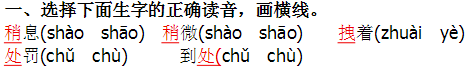 一、选择下面生字的正确读音，画横线。
稍息(shào　shāo)　稍微(shào　shāo)　拽着(zhuài　yè)
处罚(chǔ　chù)　到处(chǔ　chù)